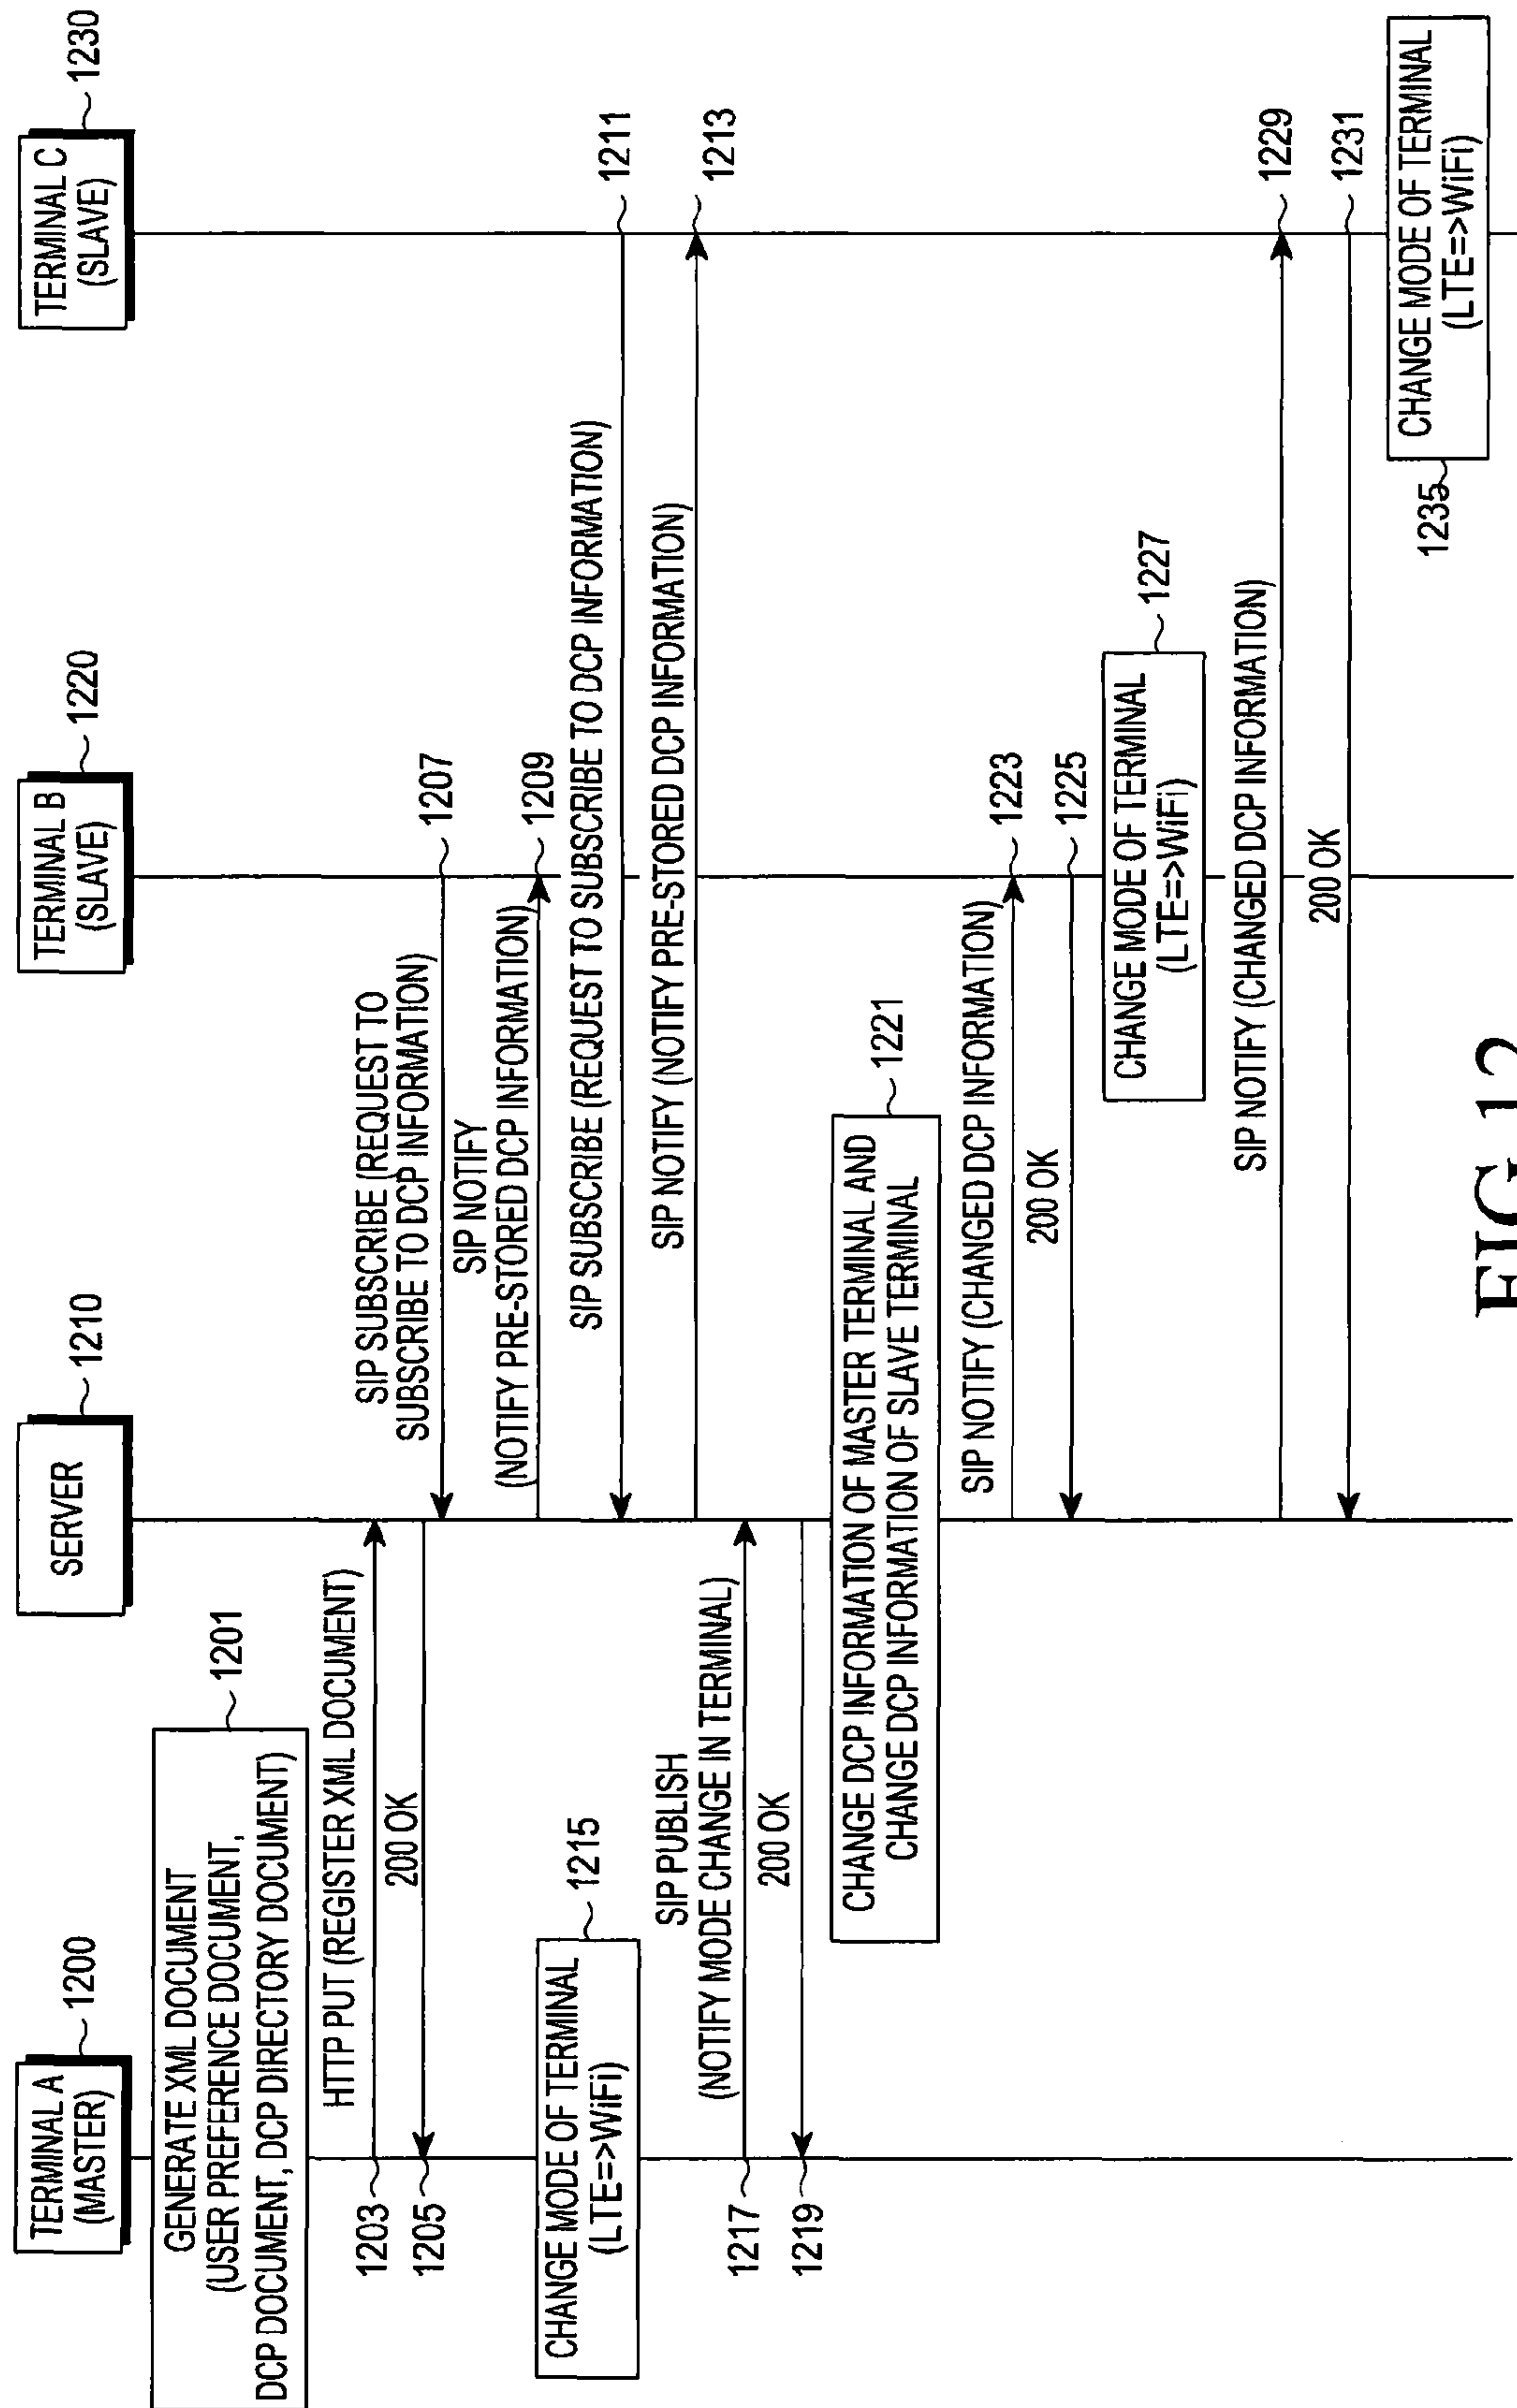 TERMINAL A
(MASTER)
1200
SERVER
1210
TERMINAL B
(SLAVE)
1220
TERMINAL C
(SLAVE)
1230
GENERATE XML DOCUMENT
(USER PREFERENCE DOCUMENT,
DCP DOCUMENT, DCP DIRECTORY DOCUMENT)
1201
HTTP PUT (REGISTER XML DOCUMENT)
1203
200 OK
1205
SIP SUBSCRIBE (REQUEST TO
SUBSCRIBE TO DCP INFORMATION)
1207
SIP NOTIFY
(NOTIFY PRE-STORED DCP INFORMATION)
1209
SIP SUBSCRIBE (REQUEST TO SUBSCRIBE TO DCP INFORMATION)
1211
SIP NOTIFY (NOTIFY PRE-STORED DCP INFORMATION)
1213
CHANGE MODE OF TERMINAL
(LTE=>WiFi)
1215
SIP PUBLISH
(NOTIFY MODE CHANGE IN TERMINAL)
1217
200 OK
1219
CHANGE DCP INFORMATION OF MASTER TERMINAL AND
CHANGE DCP INFORMATION OF SLAVE TERMINAL
1221
SIP NOTIFY (CHANGED DCP INFORMATION)
1223
200 OK
1225
CHANGE MODE OF TERMINAL
(LTE=>WiFi)
1227
SIP NOTIFY (CHANGED DCP INFORMATION)
1229
200 OK
1231
CHANGE MODE OF TERMINAL
(LTE=>WiFi)
1235
FIG.12